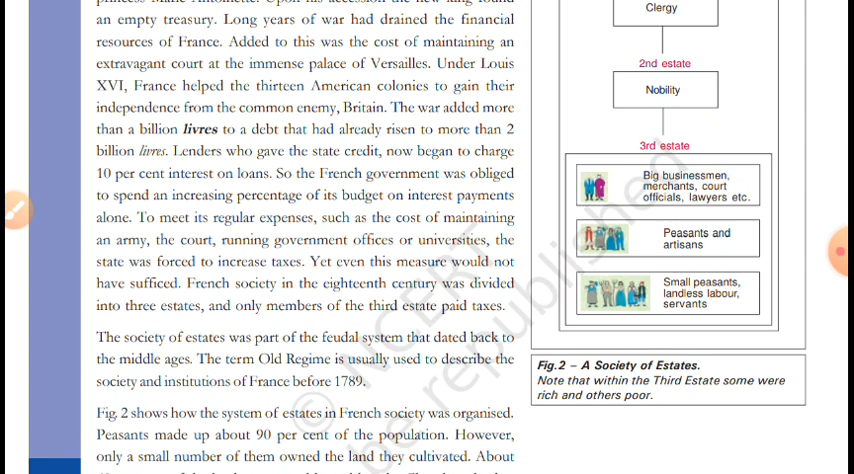 princess Marie Antoinette. Upon his accession the new king found
an empty treasury. Long years of war had drained the financial
resources of France. Added to this was the cost of maintaining an
extravagant court at the immense palace of Versailles. Under Louis
XVI, France helped the thirteen American colonies to gain their
independence from the common enemy, Britain. The war added more
than a billion livres to a debt that had already risen to more than 2
billion livres. Lenders who gave the state credit, now began to charge
10 per cent interest on loans. So the French government was obliged
to spend an increasing percentage of its budget on interest payments
alone. To meet its regular expenses, such as the cost of maintaining
an army, the court, running government offices or universities, the
state was forced to increase taxes. Yet even this measure would not
have sufficed. French society in the eighteenth century was divided
into three estates, and only members of the third estate paid taxes.
The society of estates was part of the feudal system that dated back to
the middle ages. The term Old Regime is usually used to describe the
society and institutions of France before 1789.
Fig. 2 shows how the system of estates in French society was organised.
Peasants made up about 90 per cent of the population. However,
only a small number of them owned the land they cultivated. About
Clergy
2nd estate
Nobility
3rd estate
Big businessmen,
merchants, court
officials, lawyers etc.
Peasants and
artisans
Small peasants,
landless labour,
servants
Fig.2 – A Society of Estates.
Note that within the Third Estate some were
rich and others poor.
© NCERT
be republished